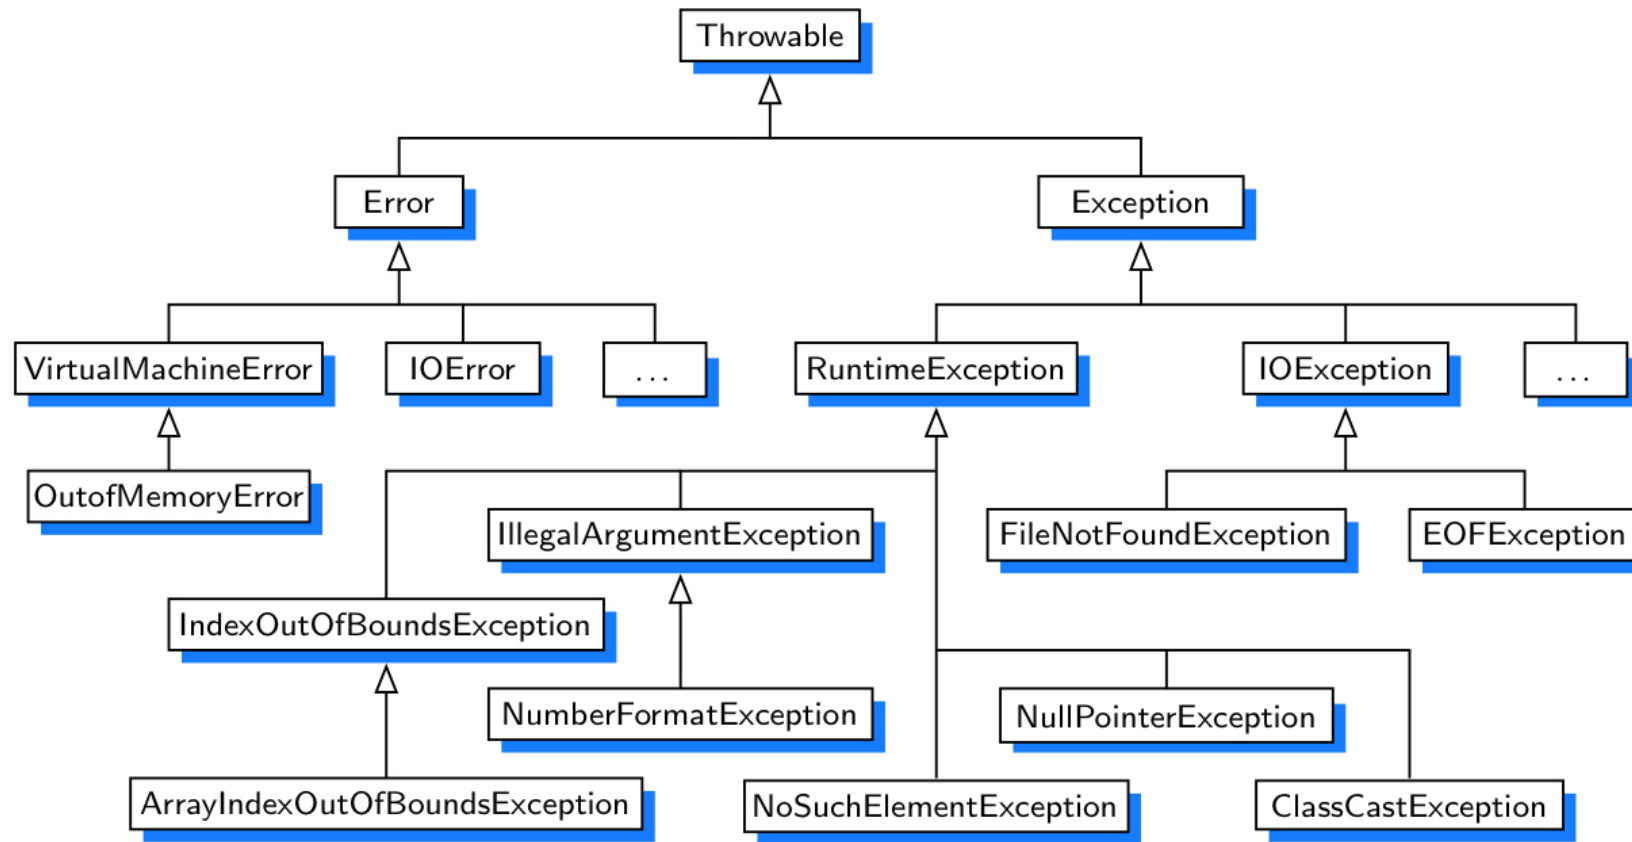 Throwable
Error
Exception
VirtualMachineError
IOError
...
RuntimeException
IOException
...
OutofMemoryError
IllegalArgumentException
FileNotFoundException
EOFException
IndexOutOfBoundsException
NumberFormatException
NullPointerException
ArrayIndexOutOfBoundsException
NoSuchElementException
ClassCastException